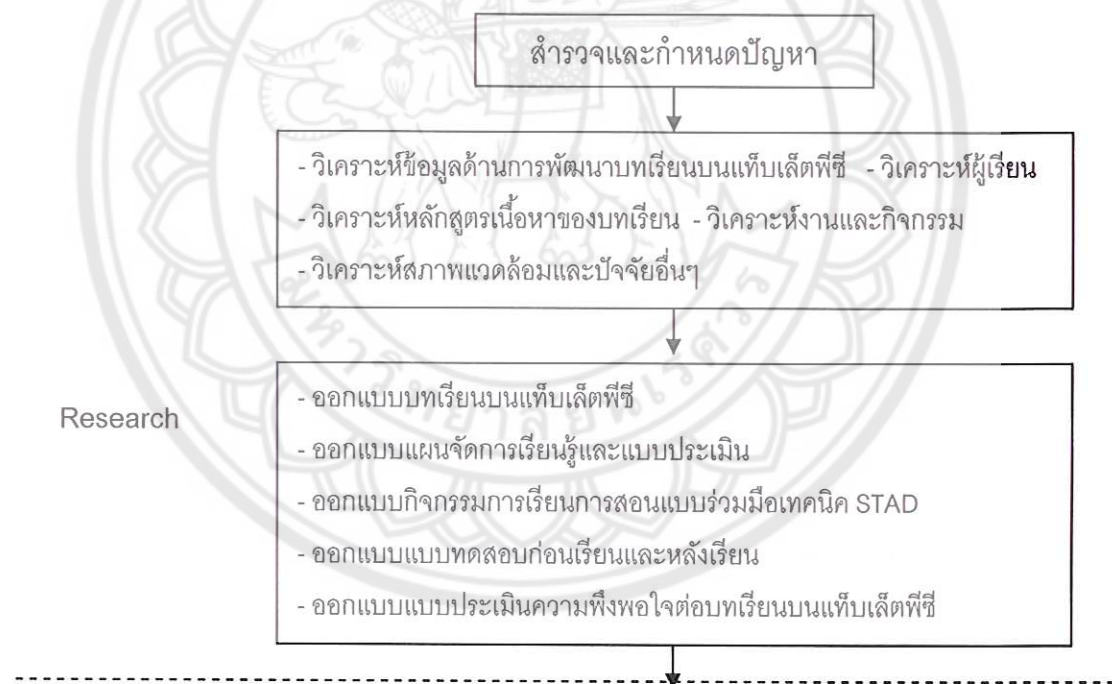 สำรวจและกำหนดปัญหา
- วิเคราะห์ข้อมูลด้านการพัฒนาบทเรียนบนแท็บเล็ตพีซี - วิเคราะห์ผู้เรียน
- วิเคราะห์หลักสูตรเนื้อหาของบทเรียน - วิเคราะห์งานและกิจกรรม
- วิเคราะห์สภาพแวดล้อมและปัจจัยอื่นๆ
Research
- ออกแบบบทเรียนบนแท็บเล็ตพีซี
- ออกแบบแผนจัดการเรียนรู้และแบบประเมิน
- ออกแบบกิจกรรมการเรียนการสอนแบบร่วมมือเทคนิค STAD
- ออกแบบแบบทดสอบก่อนเรียนและหลังเรียน
- ออกแบบแบบประเมินความพึงพอใจต่อบทเรียนบนแท็บเล็ตพีซี
มหาวิทยาลัยนเรศวร